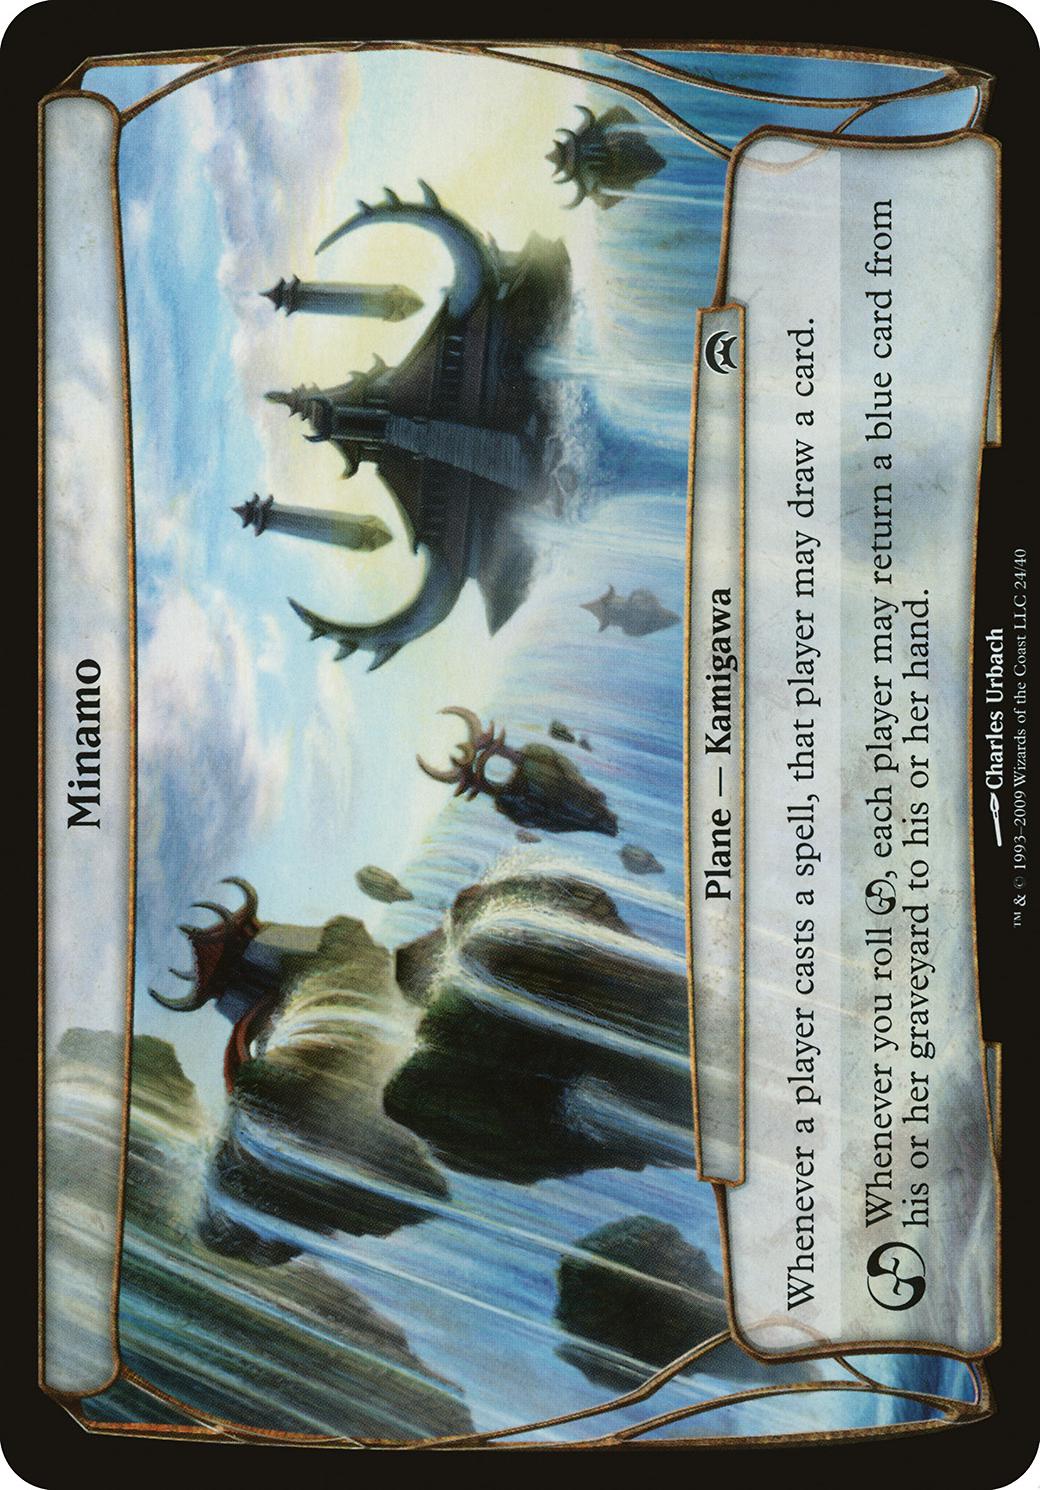 Minamo
Plane — Kamigawa
Whenever a player casts a spell, that player may draw a card.
Whenever you roll , each player may return a blue card from
his or her graveyard to his or her hand.
Charles Urbach
™ & © 1993–2009 Wizards of the Coast LLC 24/40